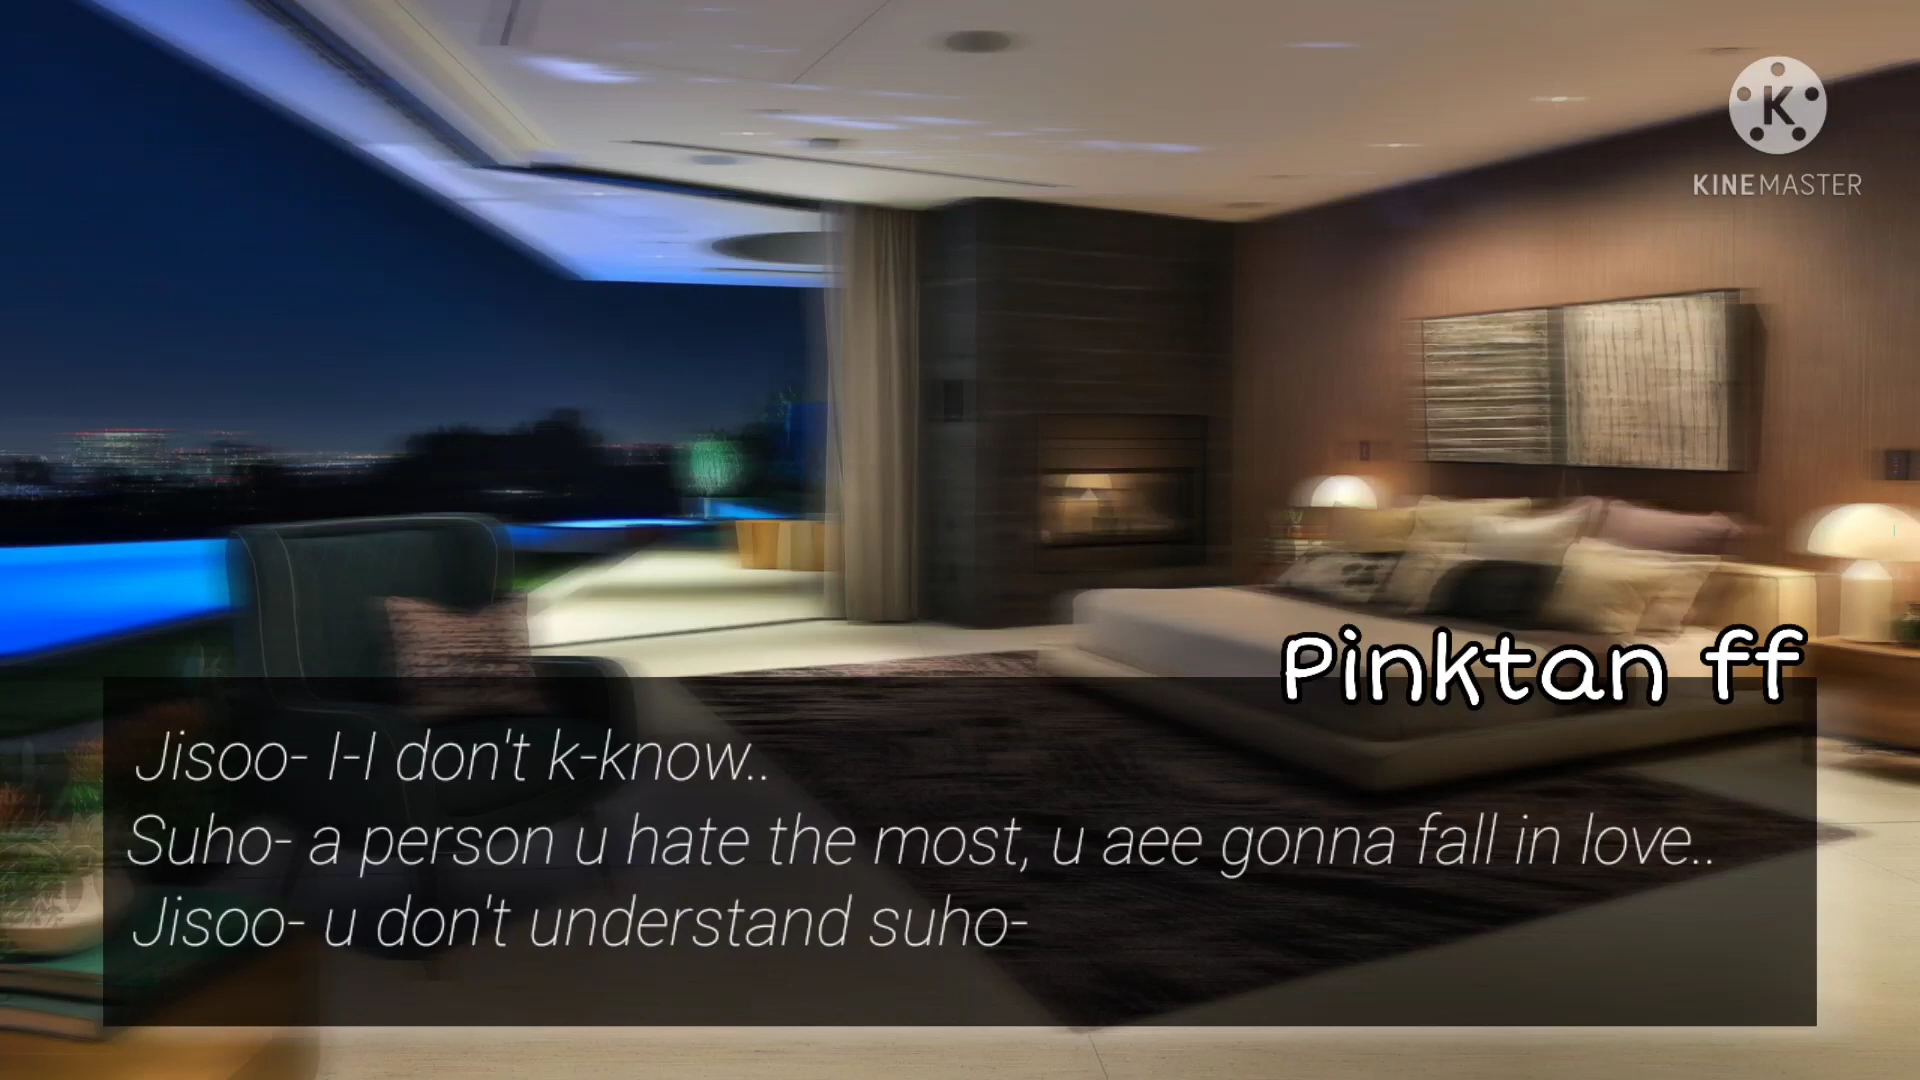 K
KINEMASTER
Pinktan ff
Jisoo- I-I don't k-know..
Suho- a person u hate the most, u aee gonna fall in love..
Jisoo- u don't understand suho-